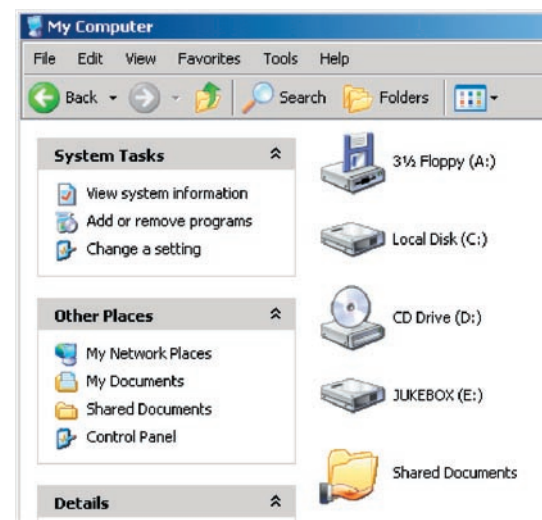 My Computer
File Edit View Favorites Tools Help
Back Search Folders
System Tasks
View system information
Add or remove programs
Change a setting
Other Places
My Network Places
My Documents
Shared Documents
Control Panel
Details
3½ Floppy (A:)
Local Disk (C:)
CD Drive (D:)
JUKEBOX (E:)
Shared Documents